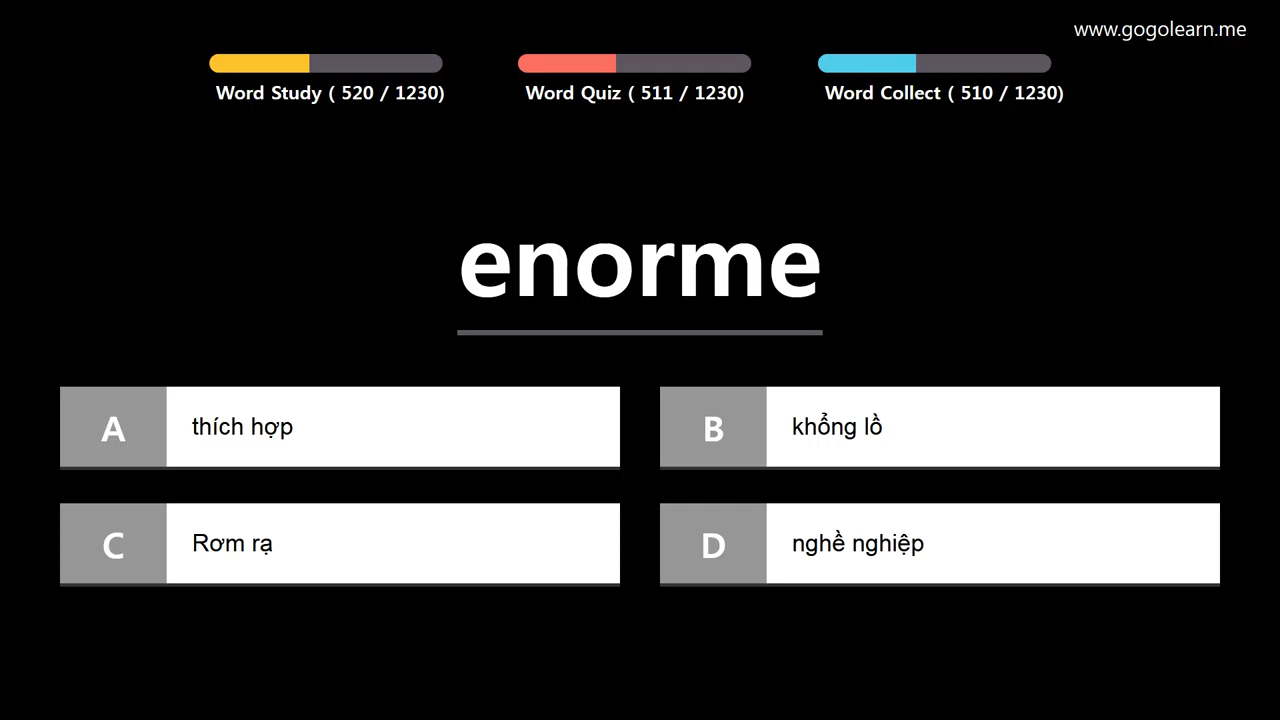 www.gogolearn.me
Word Study ( 520 / 1230)
Word Quiz ( 511 / 1230)
Word Collect ( 510 / 1230)
enorme
A
thích hợp
B
khổng lồ
C
Rơm rạ
D
nghề nghiệp